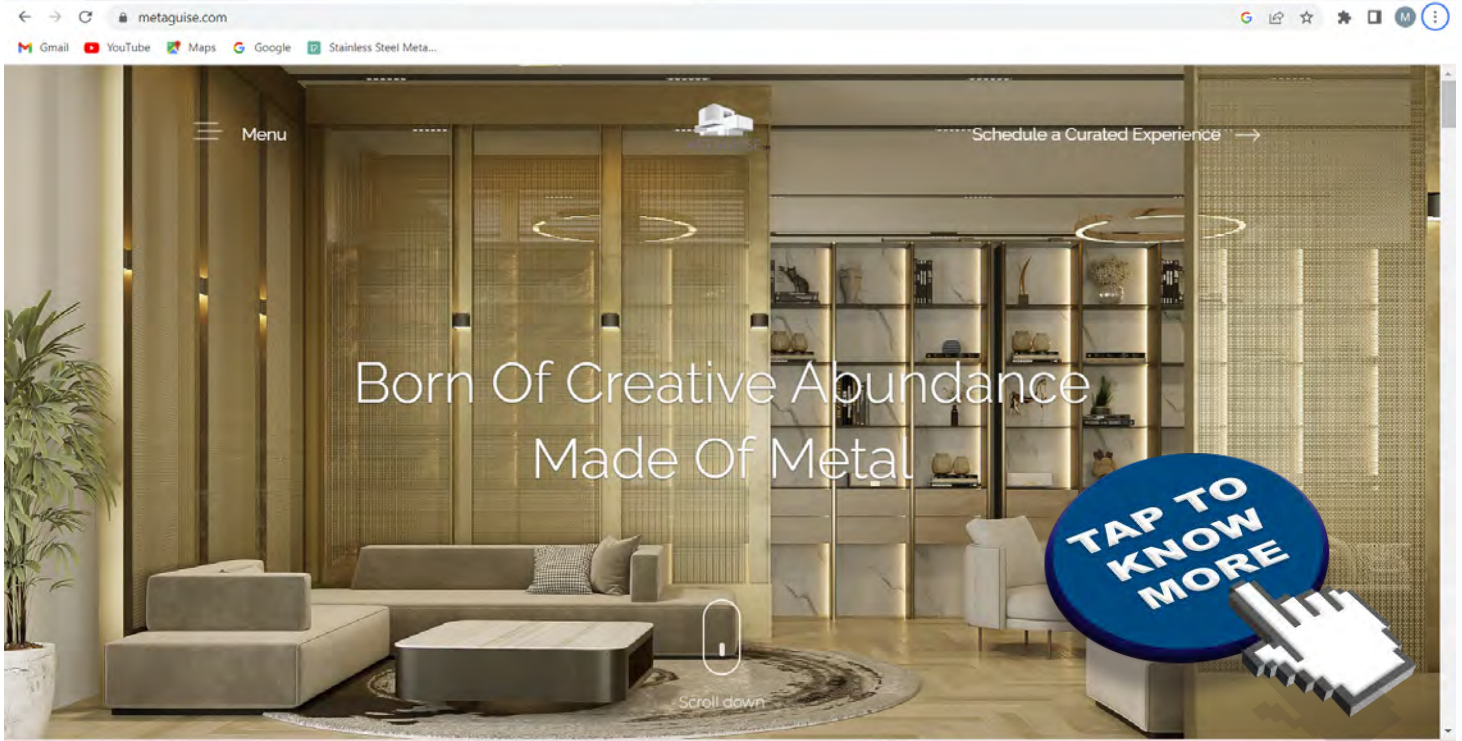 metaguise.com
Gmail YouTube Maps Google Stainless Steel Meta...
M
Menu
Schedule a Curated Experience
Born Of Creative Abundance
Made Of Metal
TAP TO
KNOW
MORE
Scroll down